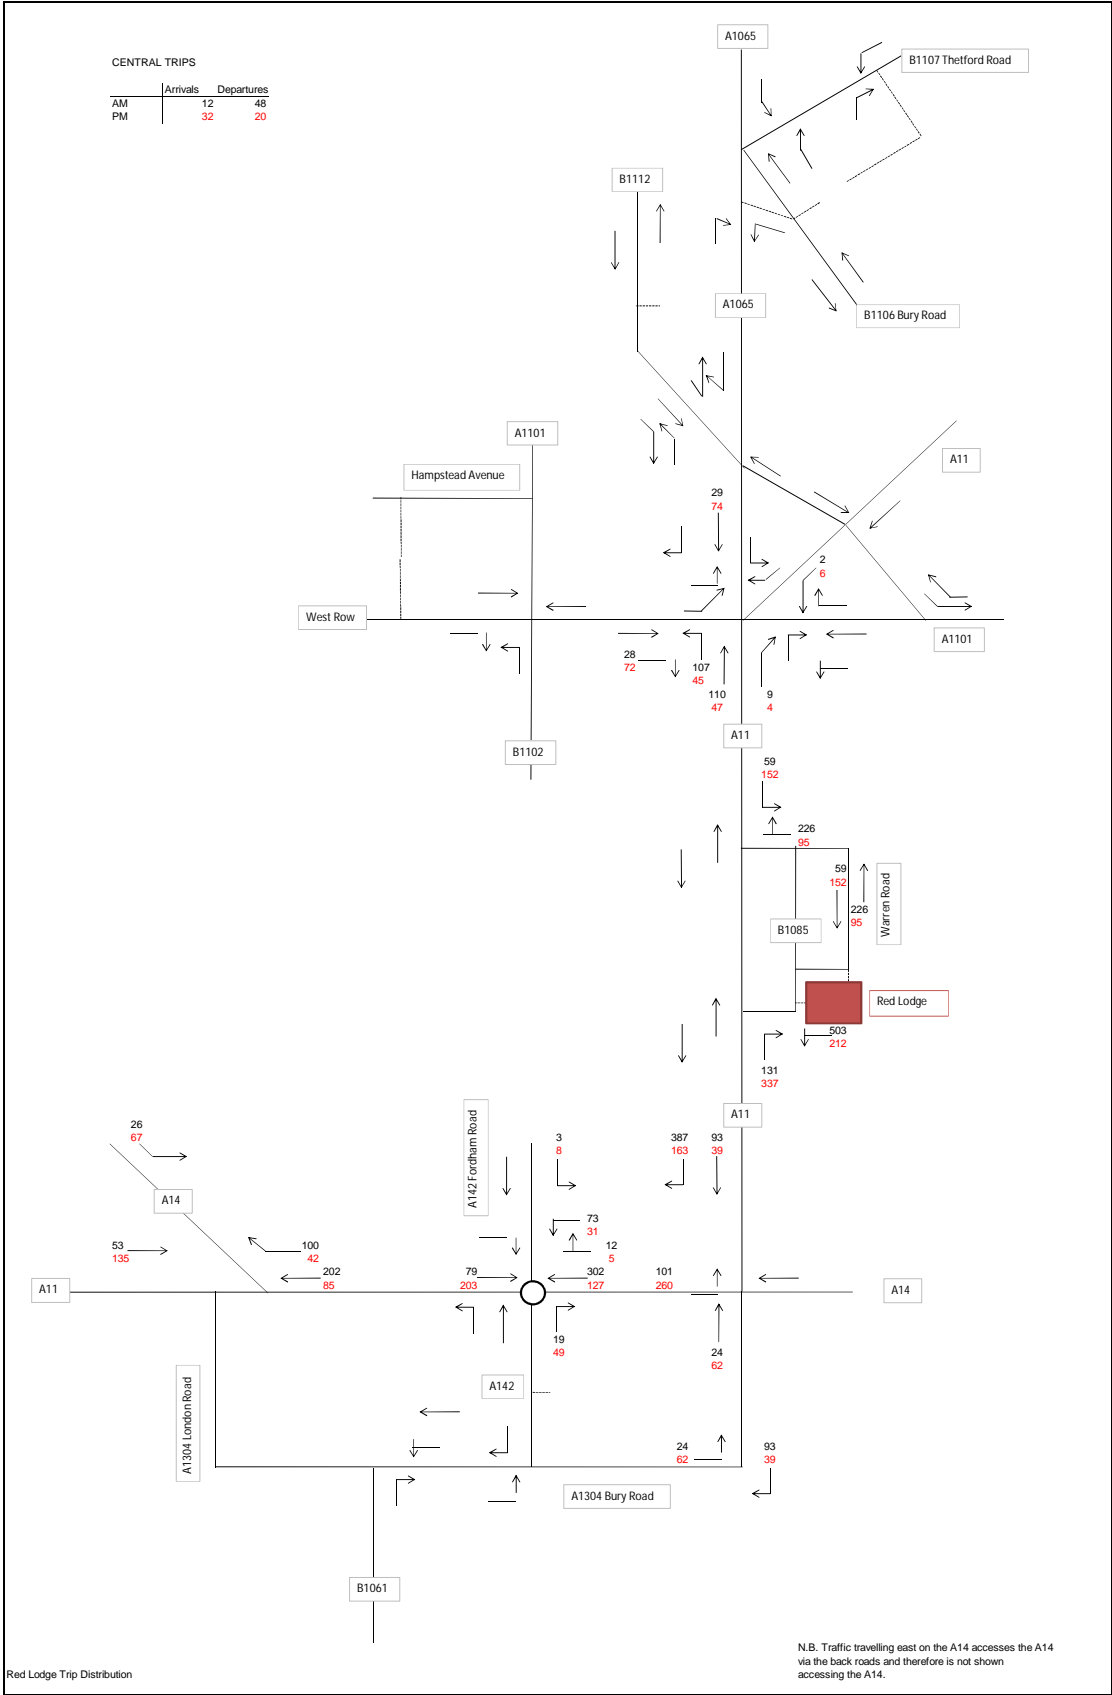 A1065
CENTRAL TRIPS
B1107 Thetford Road
Arrivals Departures
AM 12 48
PM 32 20
B1112
A1065
B1106 Bury Road
A1101
A11
Hampstead Avenue
29
74
2
6
West Row
A1101
28
72
107
45
110
47
9
4
A11
B1102
59
152
226
95
59
152
226
95
Warren Road
B1085
Red Lodge
503
212
131
337
A11
A142 Fordham Road
26
67
3
8
387
163
93
39
A14
73
31
53
135
100
42
12
5
202
85
79
203
302
127
101
260
A11
A14
19
49
24
62
A1304 London Road
A142
24
62
93
39
A1304 Bury Road
B1061
N.B. Traffic travelling east on the A14 accesses the A14
via the back roads and therefore is not shown
accessing the A14.
Red Lodge Trip Distribution